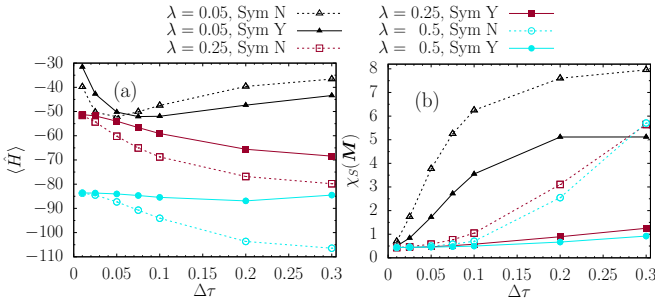 λ = 0.05, Sym N
λ = 0.05, Sym Y
λ = 0.25, Sym N
λ = 0.25, Sym Y
λ = 0.5, Sym N
λ = 0.5, Sym Y
(a)
⟨Ĥ⟩
−30
−40
−50
−60
−70
−80
−90
−100
−110
0 0.05 0.1 0.15 0.2 0.25 0.3
Δτ
(b)
χS(M)
8
7
6
5
4
3
2
1
0
0 0.05 0.1 0.15 0.2 0.25 0.3
Δτ